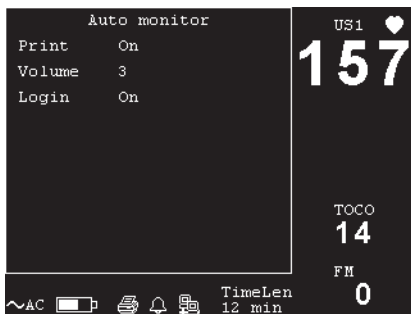 Auto monitor
Print On
Volume 3
Login On
US1
157
TOCO
14
FM
0
~AC
TimeLen
12 min